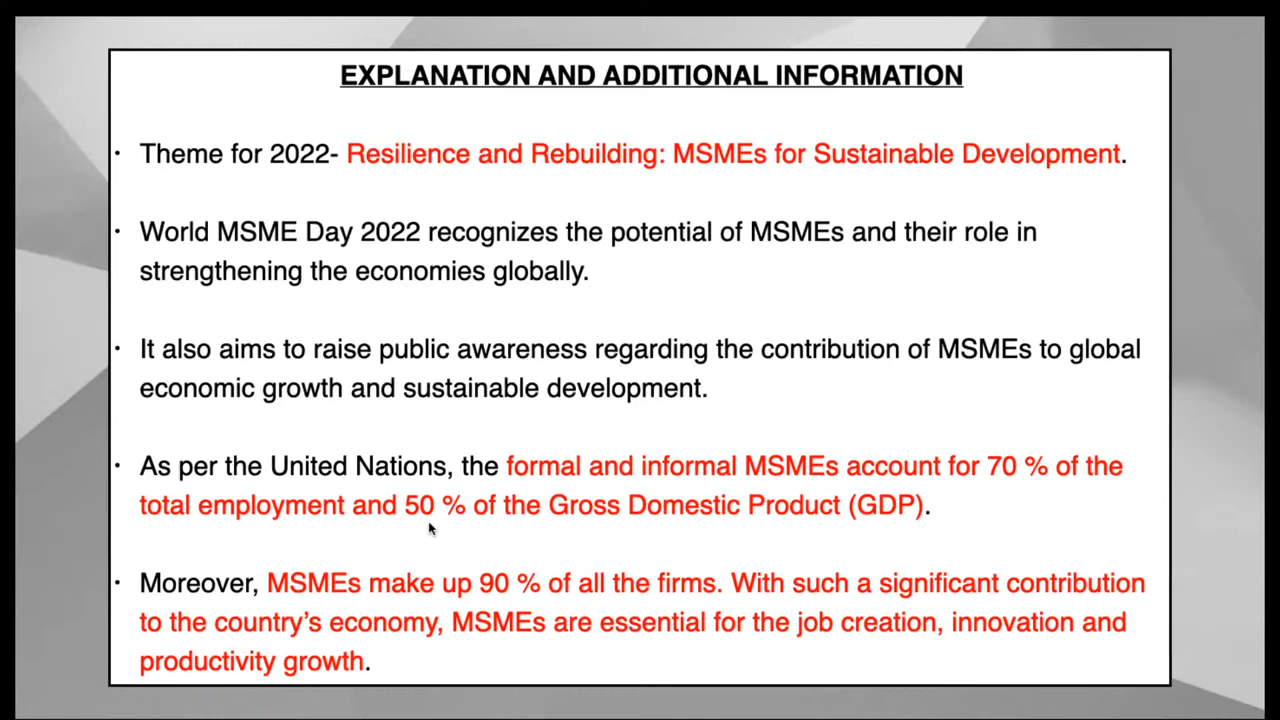 EXPLANATION AND ADDITIONAL INFORMATION
• Theme for 2022- Resilience and Rebuilding: MSMEs for Sustainable Development.
• World MSME Day 2022 recognizes the potential of MSMEs and their role in
strengthening the economies globally.
• It also aims to raise public awareness regarding the contribution of MSMEs to global
economic growth and sustainable development.
• As per the United Nations, the formal and informal MSMEs account for 70 % of the
total employment and 50 % of the Gross Domestic Product (GDP).
• Moreover, MSMEs make up 90 % of all the firms. With such a significant contribution
to the country’s economy, MSMEs are essential for the job creation, innovation and
productivity growth.